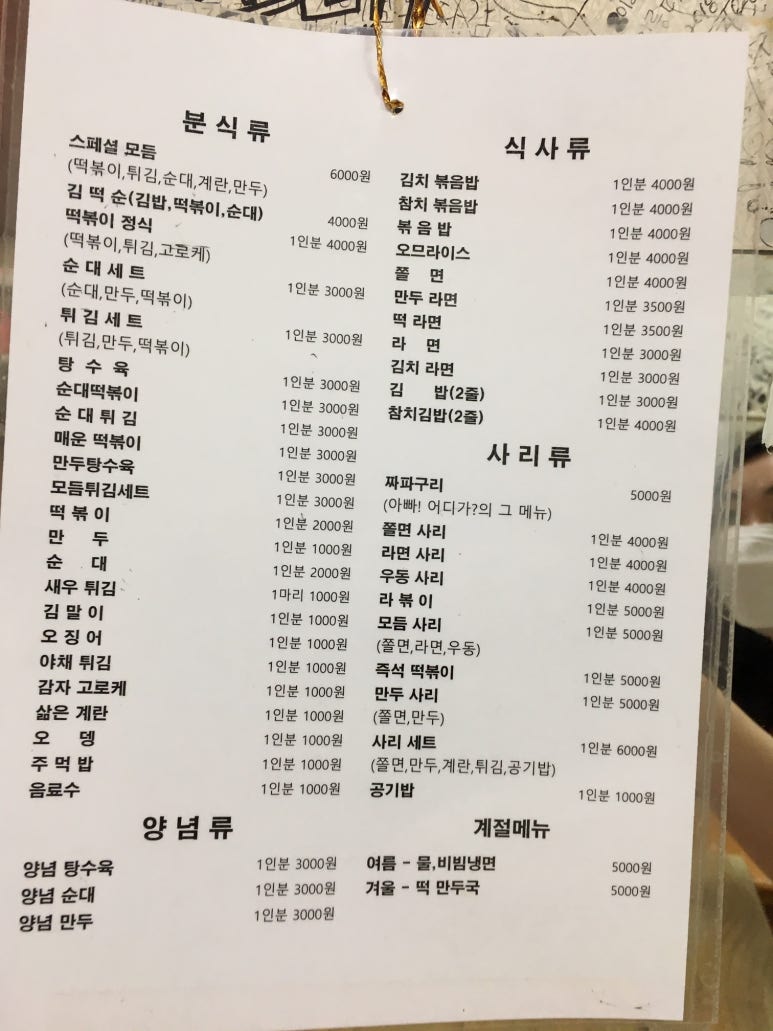 분 식 류
스페셜 모듬
(떡볶이,튀김,순대,계란,만두) 6000원
김 떡 순(김밥,떡볶이,순대) 4000원
떡볶이 정식 1인분 4000원
(떡볶이,튀김,고로케)
순 대 세 트 1인분 3000원
(순대,만두,떡볶이)
튀 김 세 트 1인분 3000원
(튀김,만두,떡볶이)
탕 수 육 1인분 3000원
순대떡볶이 1인분 3000원
순 대 튀 김 1인분 3000원
매운 떡볶이 1인분 3000원
만두탕수육 1인분 3000원
모듬튀김세트 1인분 3000원
떡 볶 이 1인분 2000원
만 두 1인분 1000원
순 대 1인분 2000원
새우 튀김 1마리 1000원
김 말 이 1인분 1000원
오 징 어 1인분 1000원
야채 튀김 1인분 1000원
감자 고로케 1인분 1000원
삶은 계란 1인분 1000원
오 뎅 1인분 1000원
주 먹 밥 1인분 1000원
음료수 1인분 1000원
양 념 류
양념 탕수육 1인분 3000원
양념 순대 1인분 3000원
양념 만두 1인분 3000원
식 사 류
김치 볶음밥 1인분 4000원
참치 볶음밥 1인분 4000원
볶 음 밥 1인분 4000원
오므라이스 1인분 4000원
쫄 면 1인분 4000원
만두 라면 1인분 3500원
떡 라면 1인분 3500원
라 면 1인분 3000원
김치 라면 1인분 3000원
김 밥(2줄) 1인분 3000원
참치김밥(2줄) 1인분 4000원
사 리 류
짜파구리 5000원
(아빠! 어디가?의 그 메뉴)
쫄면 사리 1인분 4000원
라면 사리 1인분 4000원
우동 사리 1인분 4000원
라 볶 이 1인분 5000원
모듬 사리 1인분 5000원
(쫄면,라면,우동)
즉석 떡볶이 1인분 5000원
만두 사리 1인분 5000원
(쫄면,만두)
사리 세트 1인분 6000원
(쫄면,만두,계란,튀김,공기밥)
공기밥 1인분 1000원
계절메뉴
여름 - 물,비빔냉면 5000원
겨울 - 떡 만두국 5000원